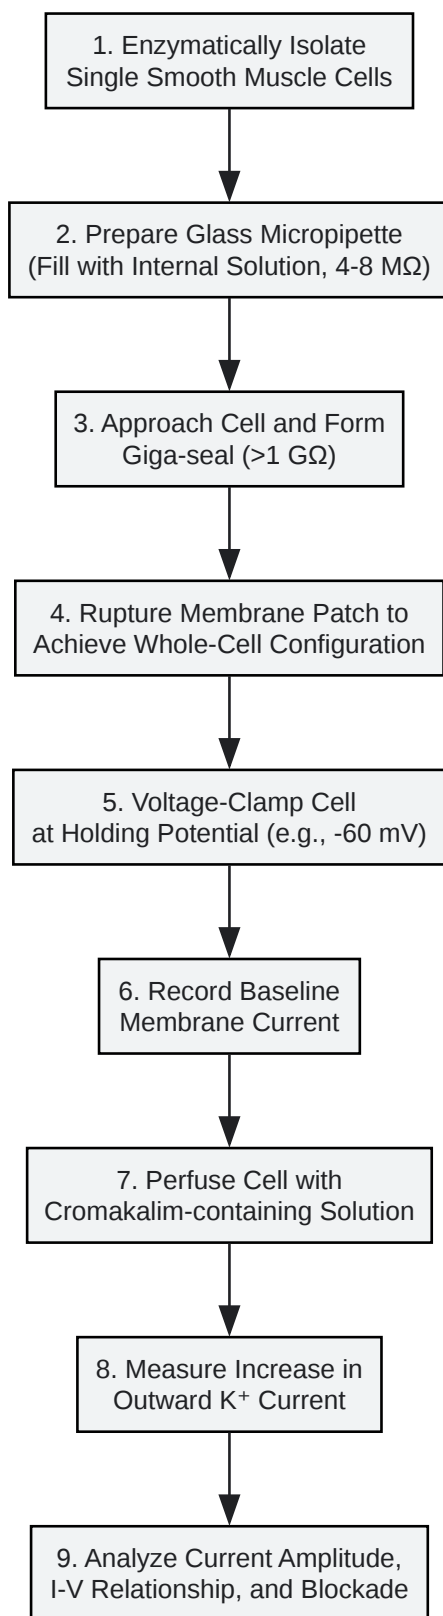 1. Enzymatically Isolate
Single Smooth Muscle Cells
2. Prepare Glass Micropipette
(Fill with Internal Solution, 4-8 MΩ)
3. Approach Cell and Form
Giga-seal (>1 GΩ)
4. Rupture Membrane Patch to
Achieve Whole-Cell Configuration
5. Voltage-Clamp Cell
at Holding Potential (e.g., -60 mV)
6. Record Baseline
Membrane Current
7. Perfuse Cell with
Cromakalim-containing Solution
8. Measure Increase in
Outward K⁺ Current
9. Analyze Current Amplitude,
I-V Relationship, and Blockade